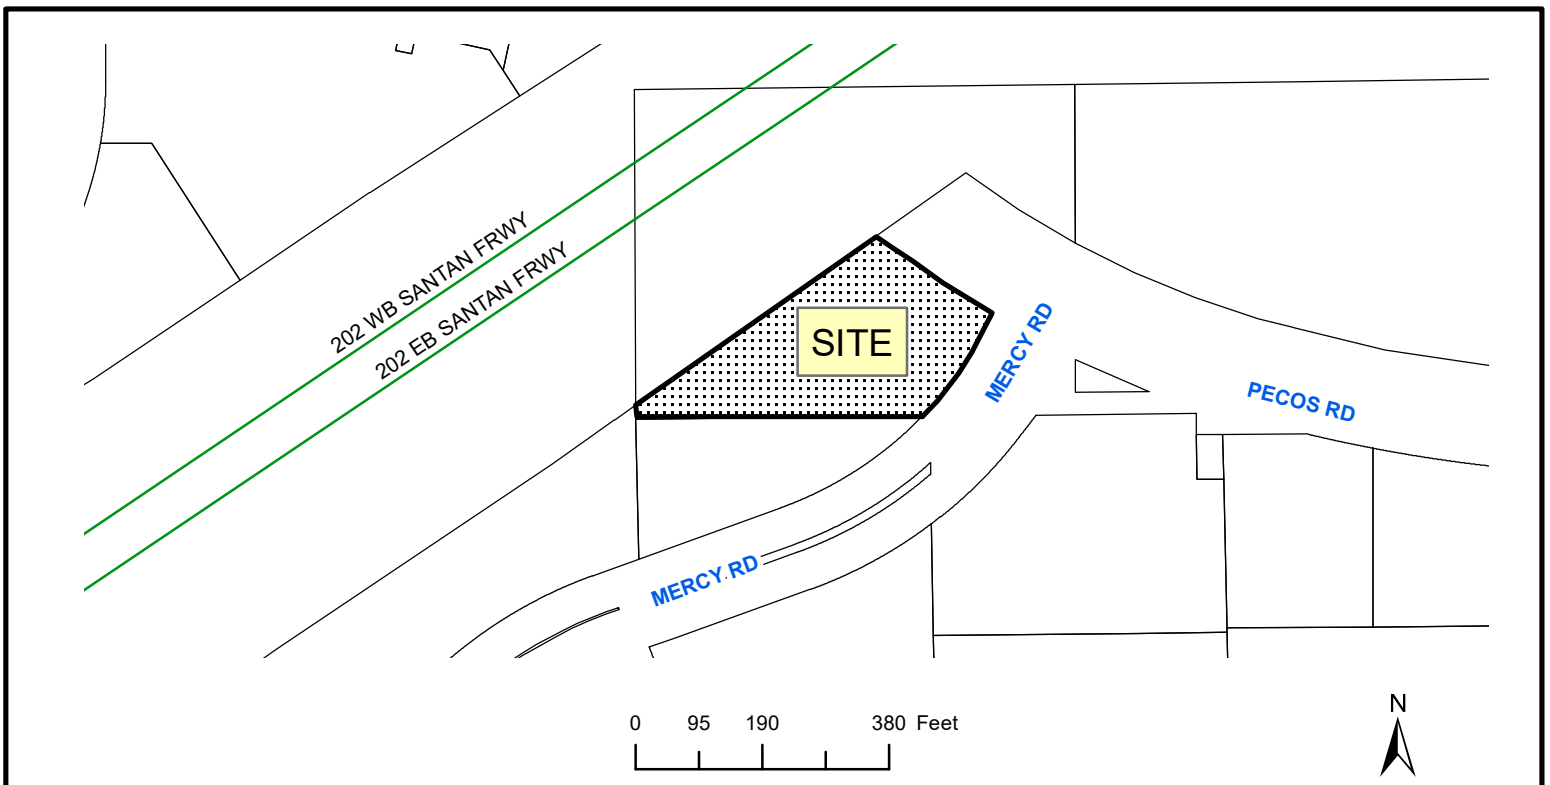 202 WB SANTAN FRWY
202 EB SANTAN FRWY
SITE
MERCY RD
PECOS RD
MERCY RD
0 95 190 380 Feet
N